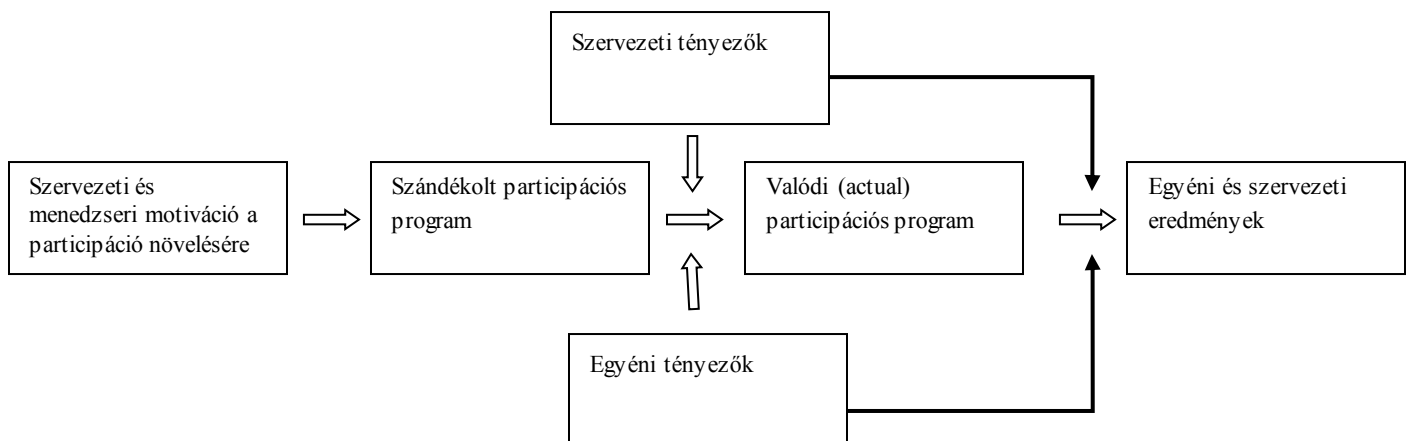 Szervezeti tényezők
Szervezeti és
menedzseri motiváció a
participáció növelésére
Szándékolt participációs
program
Valódi (actual)
participációs program
Egyéni és szervezeti
eredmények
Egyéni tényezők